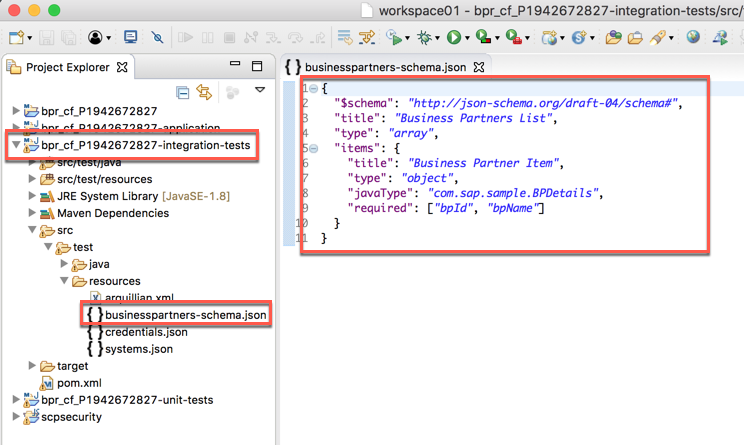 workspace01 - bpr_cf_P1942672827-integration-tests/src/
Project Explorer
bpr_cf_P1942672827
bpr_cf_P1942672827-application
bpr_cf_P1942672827-integration-tests
src/test/java
src/test/resources
JRE System Library [JavaSE-1.8]
Maven Dependencies
src
test
java
resources
arquillian.xml
{ } businesspartners-schema.json
{ } credentials.json
{ } systems.json
target
pom.xml
bpr_cf_P1942672827-unit-tests
scpsecurity
{ } businesspartners-schema.json
1 {
2 "$schema": "http://json-schema.org/draft-04/schema#",
3 "title": "Business Partners List",
4 "type": "array",
5 "items": {
6 "title": "Business Partner Item",
7 "type": "object",
8 "javaType": "com.sap.sample.BPDetails",
9 "required": ["bpId", "bpName"]
10 }
11 }